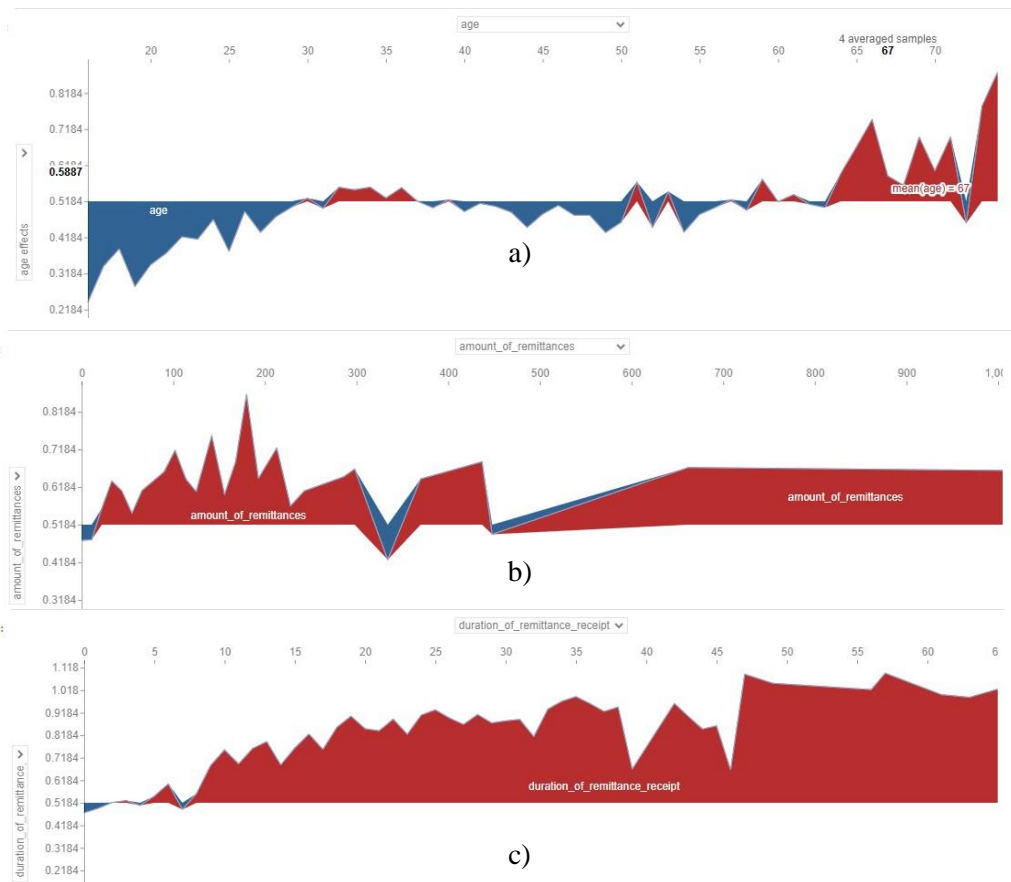 age
4 averaged samples
20 25 30 35 40 45 50 55 60 65 67 70
0.8184
0.7184
0.6184
0.5887
0.5184
0.4184
0.3184
0.2184
age effects
age
mean(age) = 67
a)
amount_of_remittances
0 100 200 300 400 500 600 700 800 900 1,00
0.8184
0.7184
0.6184
0.5184
0.4184
0.3184
amount_of_remittances
amount_of_remittances
amount_of_remittances
b)
duration_of_remittance_receipt
0 5 10 15 20 25 30 35 40 45 50 55 60 6
1.118
1.018
0.9184
0.8184
0.7184
0.6184
0.5184
0.4184
0.3184
0.2184
duration_of_remittance_
duration_of_remittance_receipt
c)